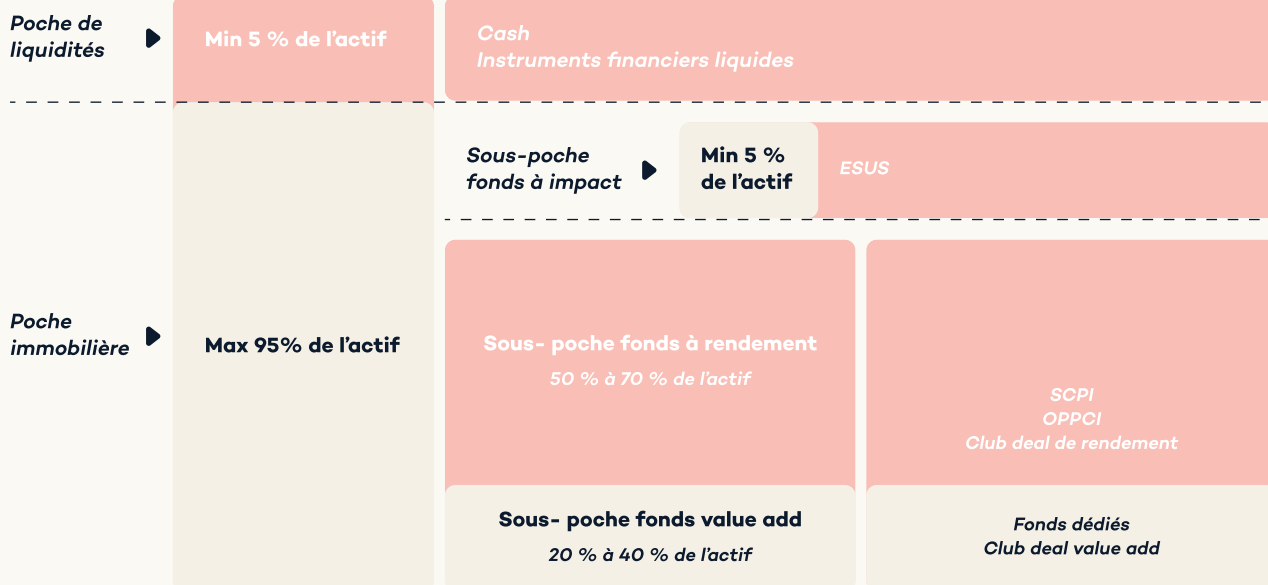 Poche de
liquidités
Min 5 % de l'actif
Cash
Instruments financiers liquides
Sous-poche
fonds à impact
Min 5 %
de l'actif
ESUS
Poche
immobilière
Max 95% de l'actif
Sous- poche fonds à rendement
50 % à 70 % de l'actif
SCPI
OPPCI
Club deal de rendement
Sous- poche fonds value add
20 % à 40 % de l'actif
Fonds dédiés
Club deal value add